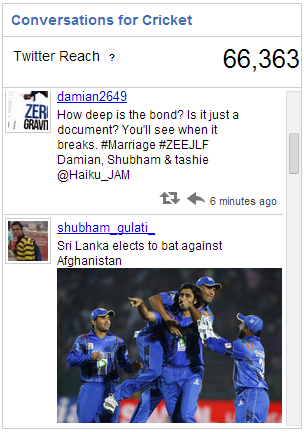 Conversations for Cricket
Twitter Reach ? 66,363
damian2649
ZER
GRAVIT
How deep is the bond? Is it just a
document? You'll see when it
breaks. #Marriage #ZEEJLF
Damian, Shubham & tashie
@Haiku_JAM
6 minutes ago
shubham_gulati_
Sri Lanka elects to bat against
Afghanistan